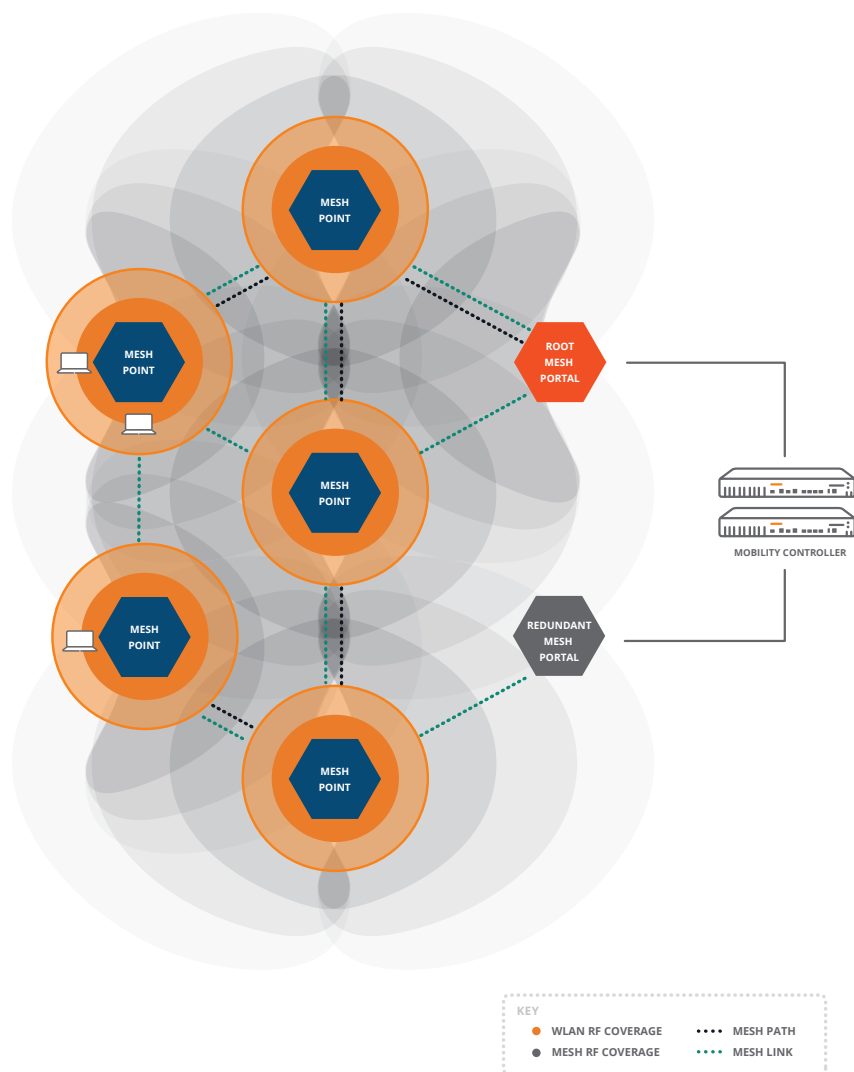 MESH
POINT
MESH
POINT
ROOT
MESH
PORTAL
MESH
POINT
MOBILITY CONTROLLER
MESH
POINT
REDUNDANT
MESH
PORTAL
MESH
POINT
KEY
WLAN RF COVERAGE
MESH PATH
MESH RF COVERAGE
MESH LINK